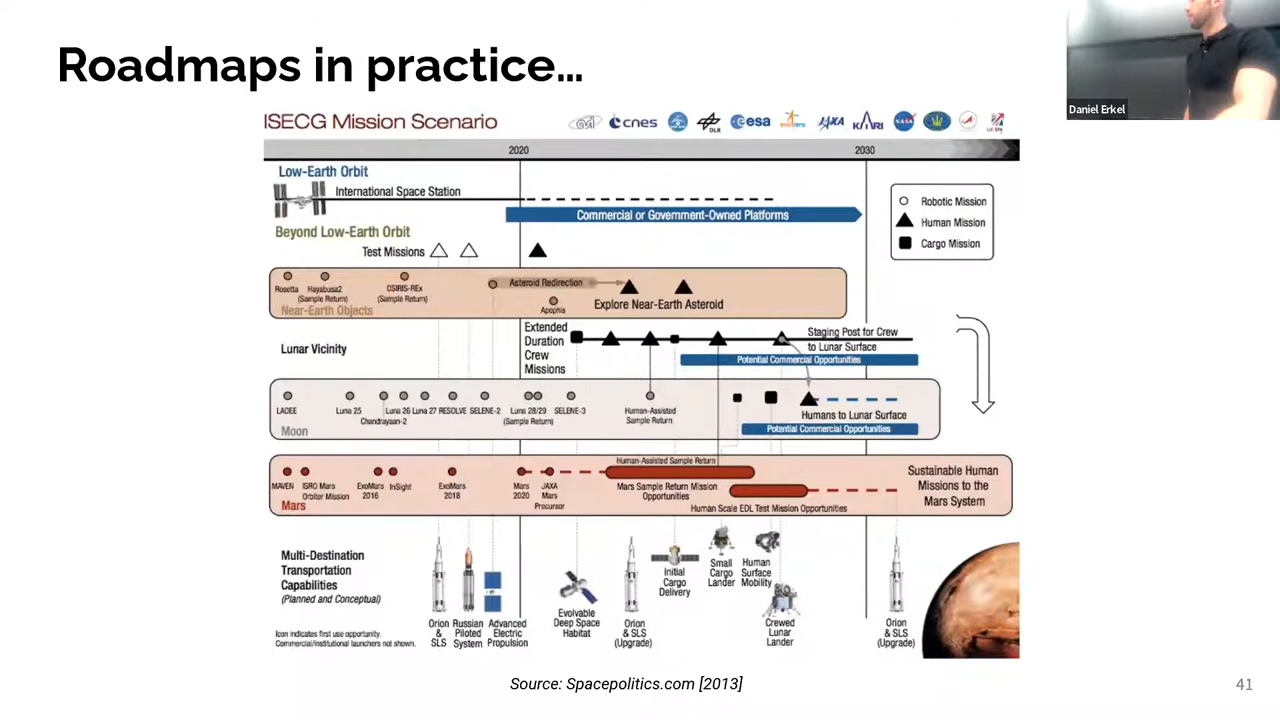 Roadmaps in practice…
Daniel Erkel
ISECG Mission Scenario
cnes
DLR
esa
JAXA
KARI
NASA
2020
2030
Low-Earth Orbit
International Space Station
Commercial or Government-Owned Platforms
Robotic Mission
Human Mission
Cargo Mission
Beyond Low-Earth Orbit
Test Missions
Rosetta
Hayabusa2
(Sample Return)
OSIRIS-REx
(Sample Return)
Asteroid Redirection
Apophis
Explore Near-Earth Asteroid
Near-Earth Objects
Lunar Vicinity
Extended
Duration
Crew
Missions
Staging Post for Crew
to Lunar Surface
Potential Commercial Opportunities
LADEE
Luna 25
Chandrayaan-2
Luna 26
Luna 27
RESOLVE
SELENE-2
Luna 28/29
(Sample Return)
SELENE-3
Human-Assisted
Sample Return
Humans to Lunar Surface
Potential Commercial Opportunities
Moon
MAVEN
ISRO Mars
Orbiter Mission
ExoMars
2016
InSight
ExoMars
2018
Mars
2020
JAXA
Mars
Precursor
Human-Assisted Sample Return
Mars Sample Return Mission
Opportunities
Human Scale EDL Test Mission Opportunities
Sustainable Human
Missions to the
Mars System
Mars
Multi-Destination
Transportation
Capabilities
(Planned and Conceptual)
Icon indicates first use opportunity.
Commercial/institutional launchers not shown.
Orion
&
SLS
Russian
Piloted
System
Advanced
Electric
Propulsion
Evolvable
Deep Space
Habitat
Orion
& SLS
(Upgrade)
Initial
Cargo
Delivery
Small
Cargo
Lander
Human
Surface
Mobility
Crewed
Lunar
Lander
Orion
& SLS
(Upgrade)
Source: Spacepolitics.com [2013]
41